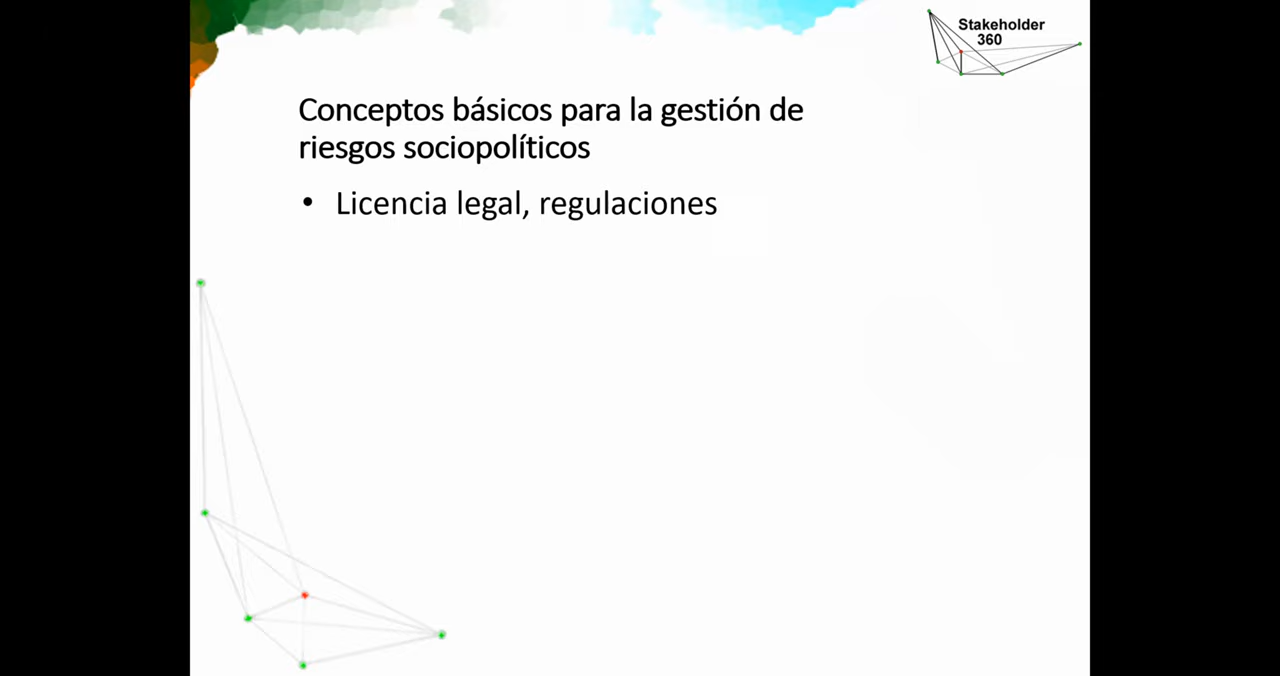 Stakeholder
360
Conceptos básicos para la gestión de
riesgos sociopolíticos
• Licencia legal, regulaciones